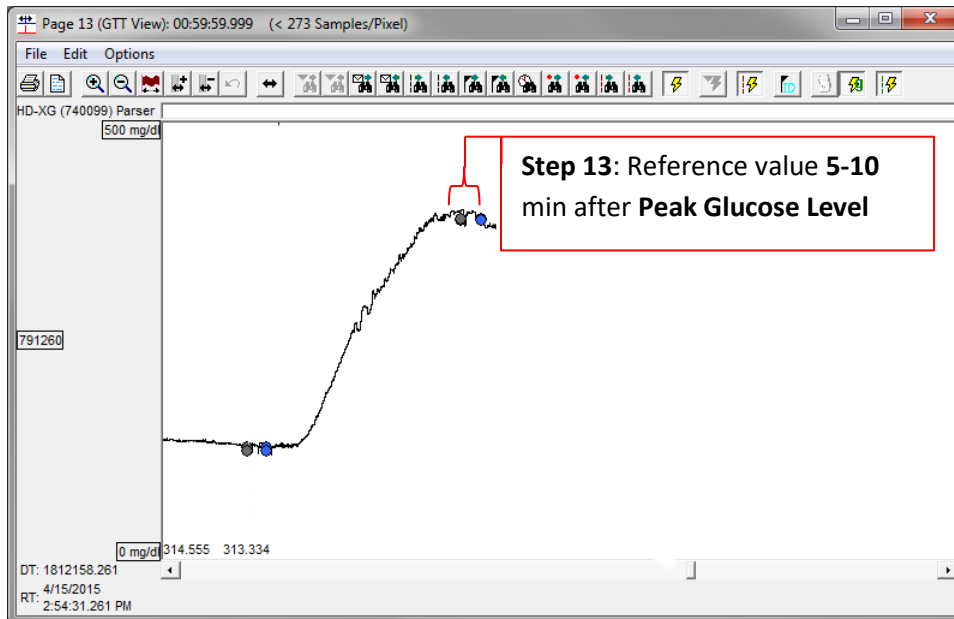 Page 13 (GTT View): 00:59:59.999 (< 273 Samples/Pixel)
File Edit Options
ID
HD-XG (740099) Parser
500 mg/dl
Step 13: Reference value 5-10
min after Peak Glucose Level
791260
0 mg/dl 314.555 313.334
DT: 1812158.261
RT: 4/15/2015
2:54:31.261 PM